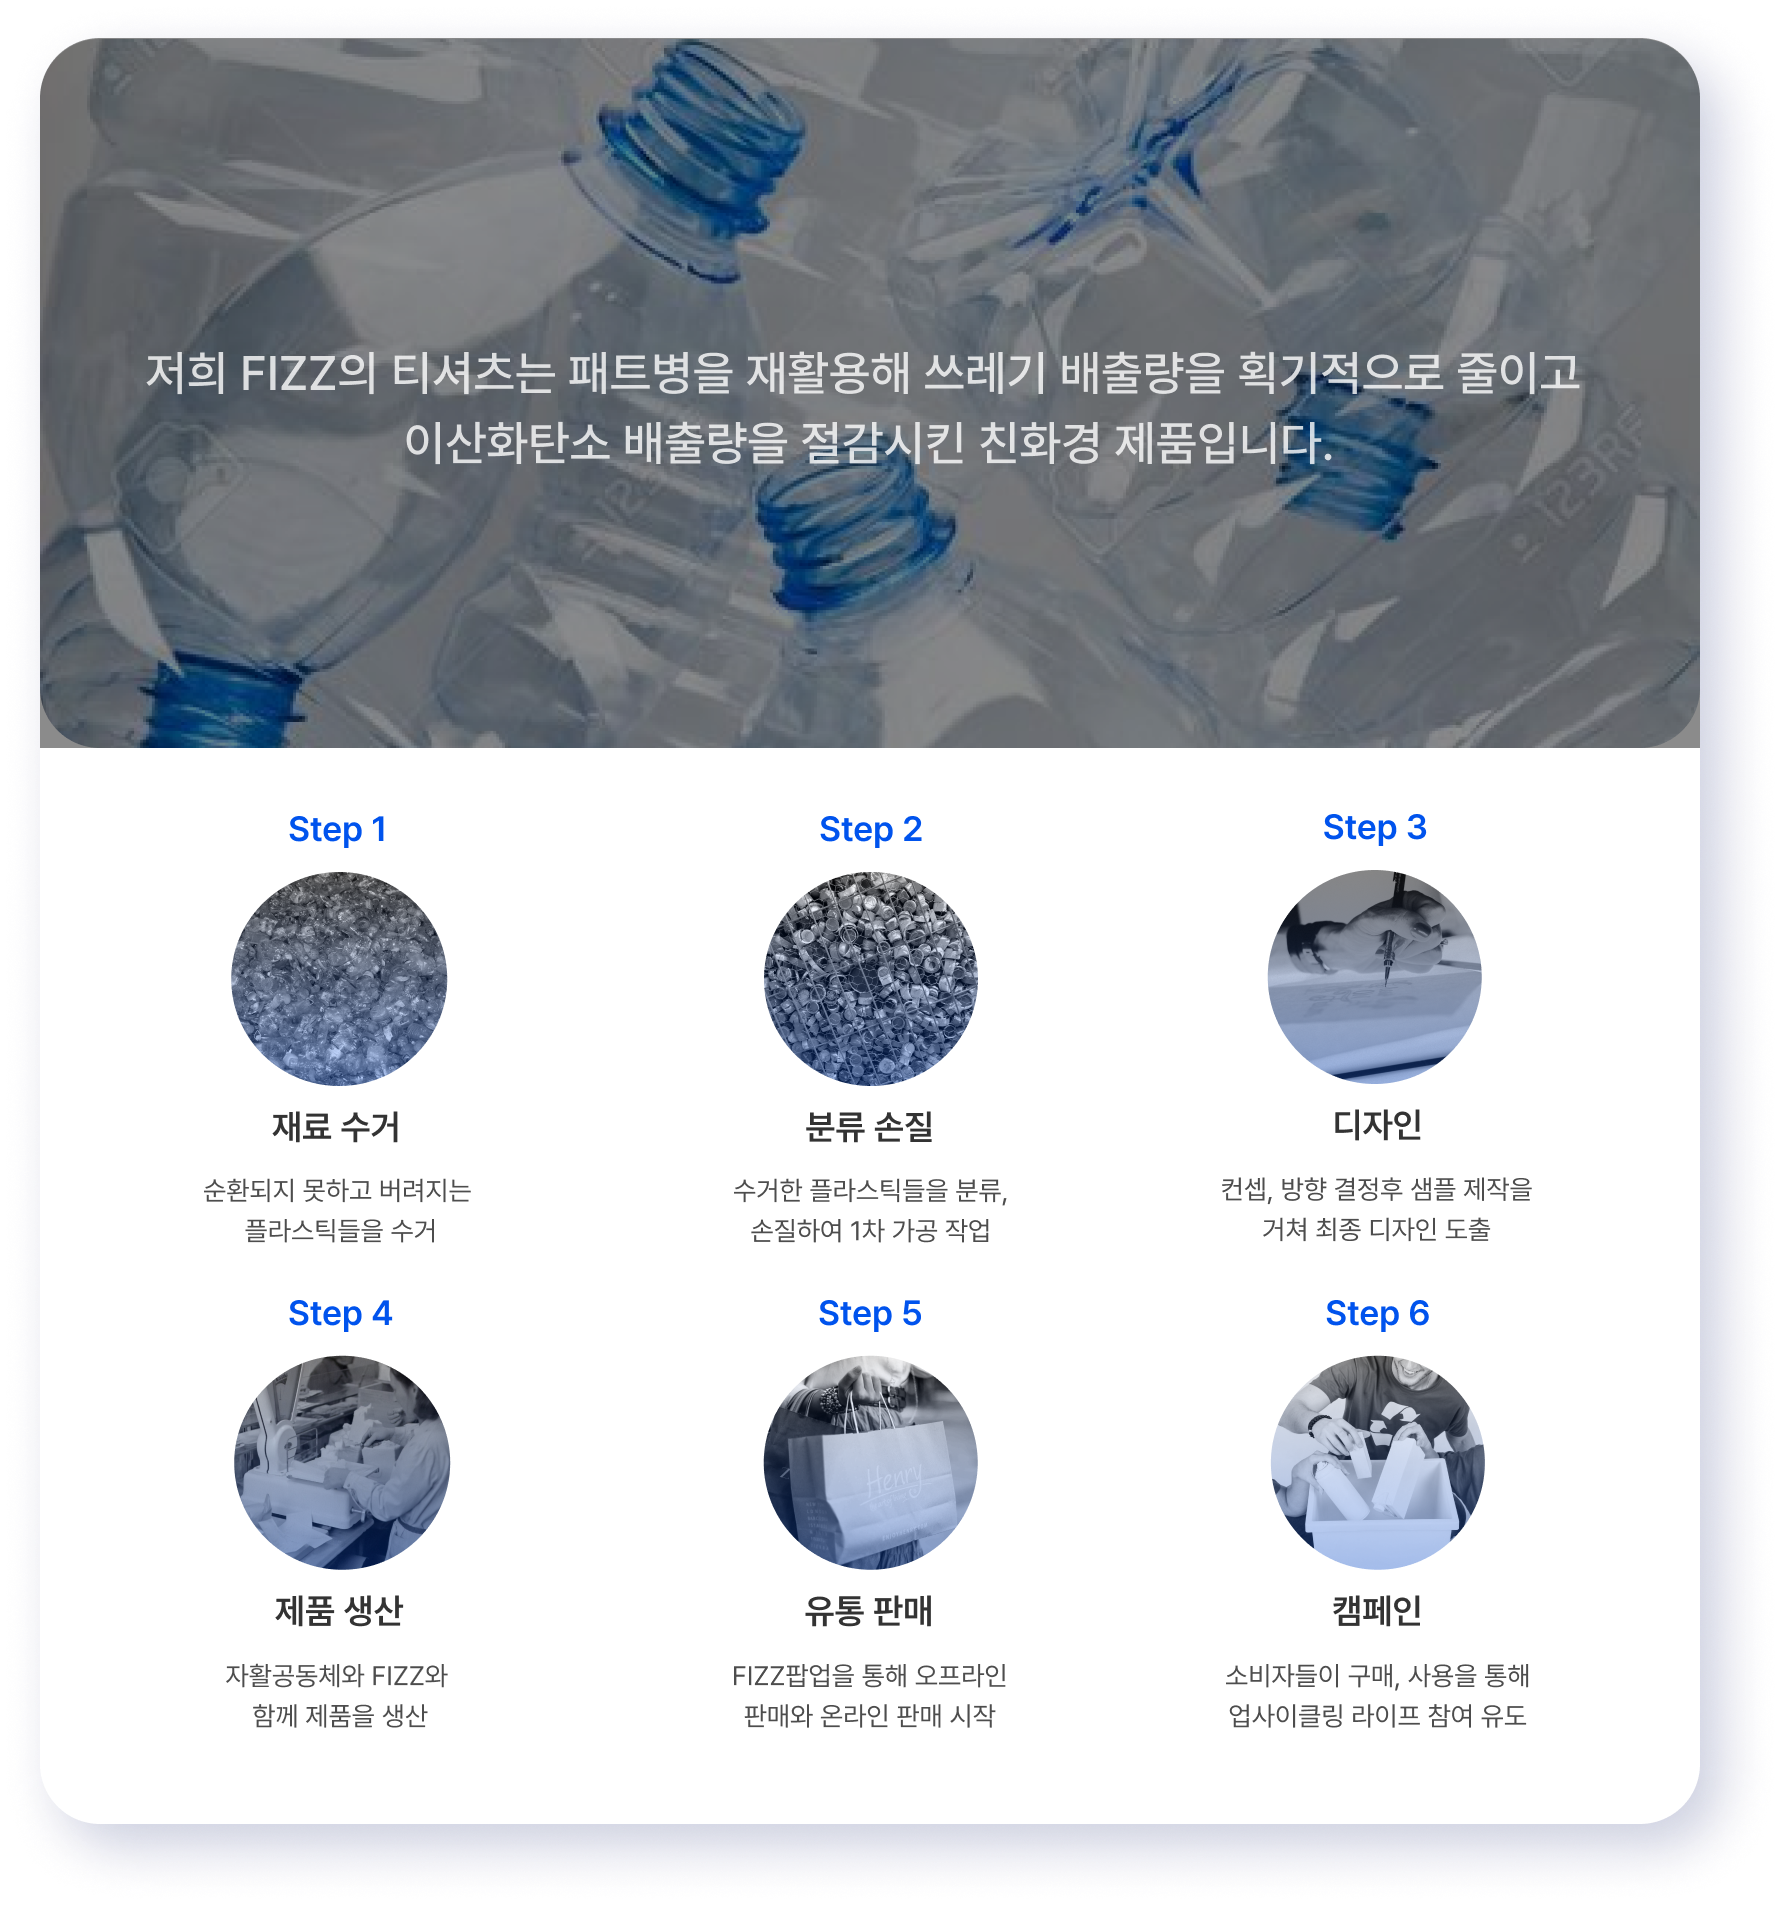 저희 FIZZ의 티셔츠는 패트병을 재활용해 쓰레기 배출량을 획기적으로 줄이고
이산화탄소 배출량을 절감시킨 친화경 제품입니다.
123RF
Step 1
Step 2
Step 3
재료 수거
분류 손질
디자인
순환되지 못하고 버려지는
플라스틱들을 수거
수거한 플라스틱들을 분류,
손질하여 1차 가공 작업
컨셉, 방향 결정후 샘플 제작을
거쳐 최종 디자인 도출
Step 4
Step 5
Step 6
Henry
제품 생산
유통 판매
캠페인
자활공동체와 FIZZ와
함께 제품을 생산
FIZZ팝업을 통해 오프라인
판매와 온라인 판매 시작
소비자들이 구매, 사용을 통해
업사이클링 라이프 참여 유도